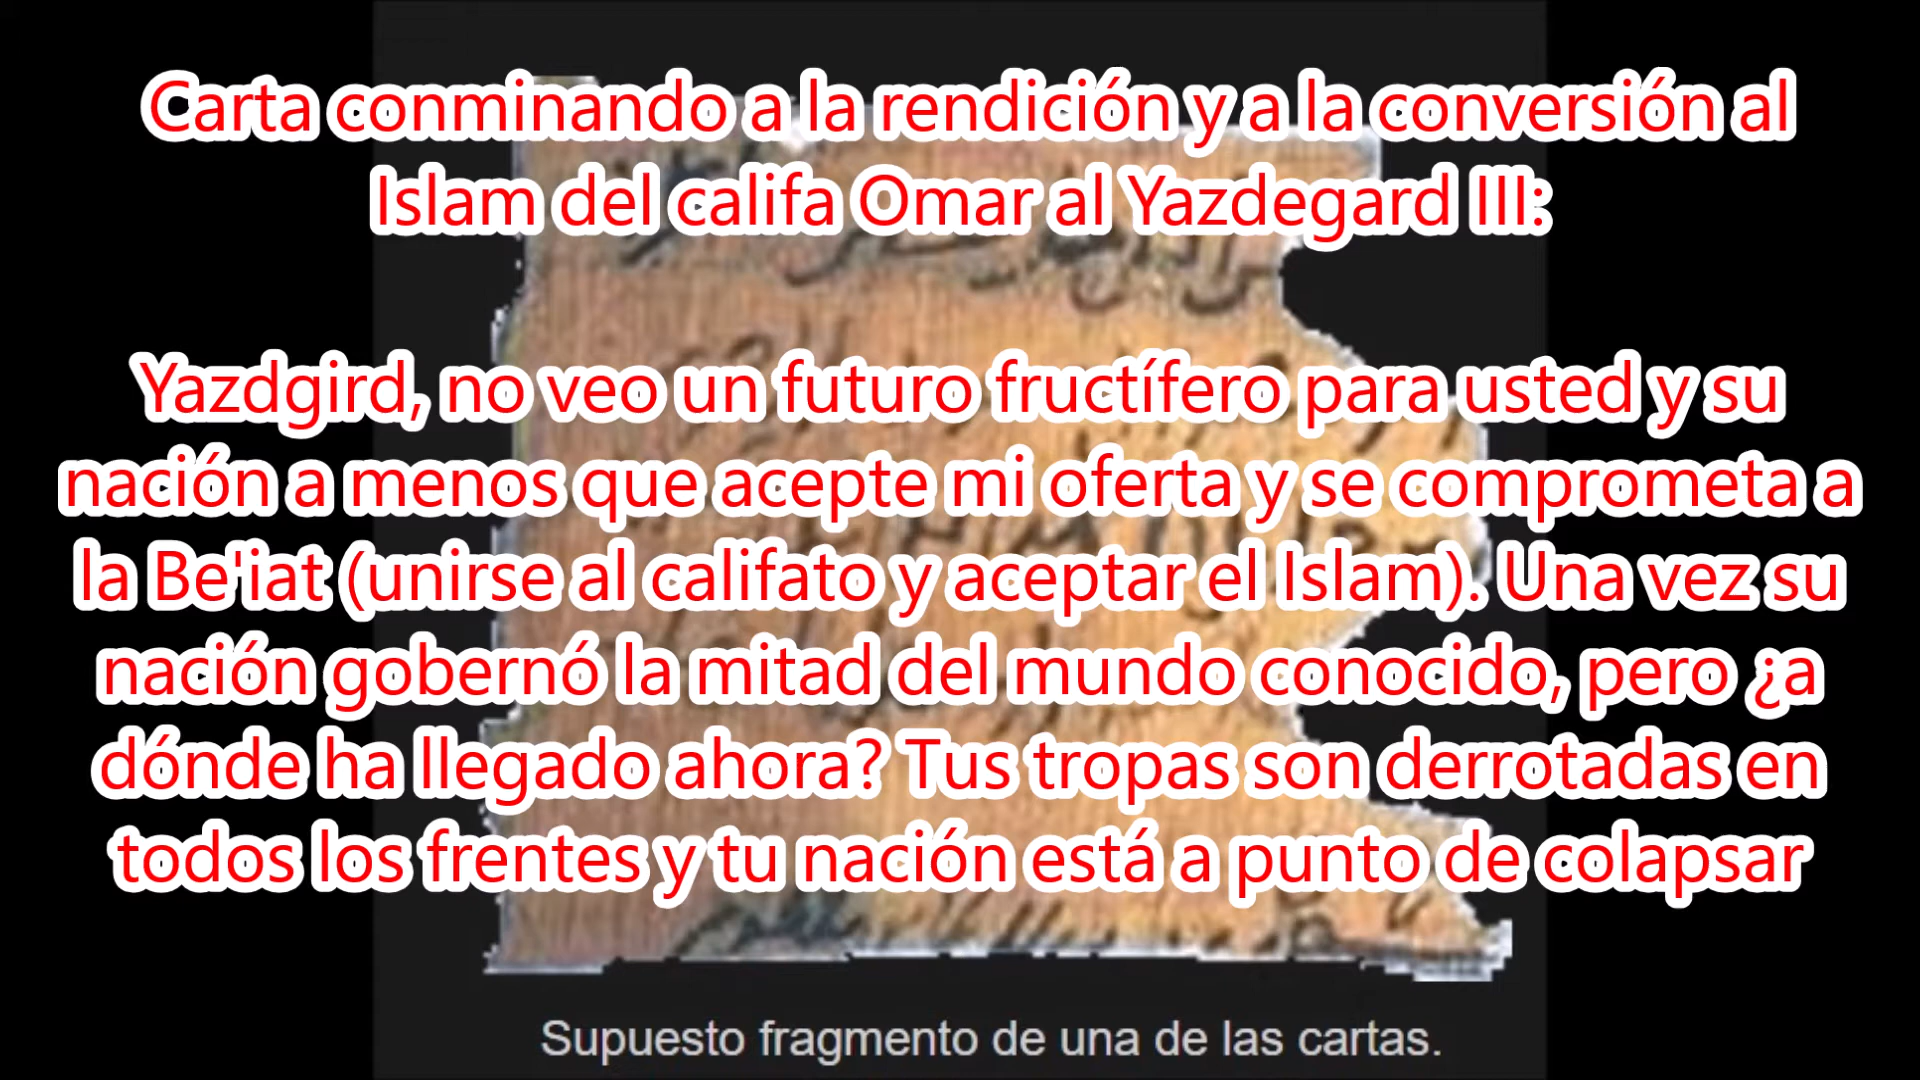 Carta conminando a la rendición y a la conversión al
Islam del califa Omar al Yazdegard III:
Yazdgird, no veo un futuro fructífero para usted y su
nación a menos que acepte mi oferta y se comprometa a
la Be'iat (unirse al califato y aceptar el Islam). Una vez su
nación gobernó la mitad del mundo conocido, pero ¿a
dónde ha llegado ahora? Tus tropas son derrotadas en
todos los frentes y tu nación está a punto de colapsar
Supuesto fragmento de una de las cartas.